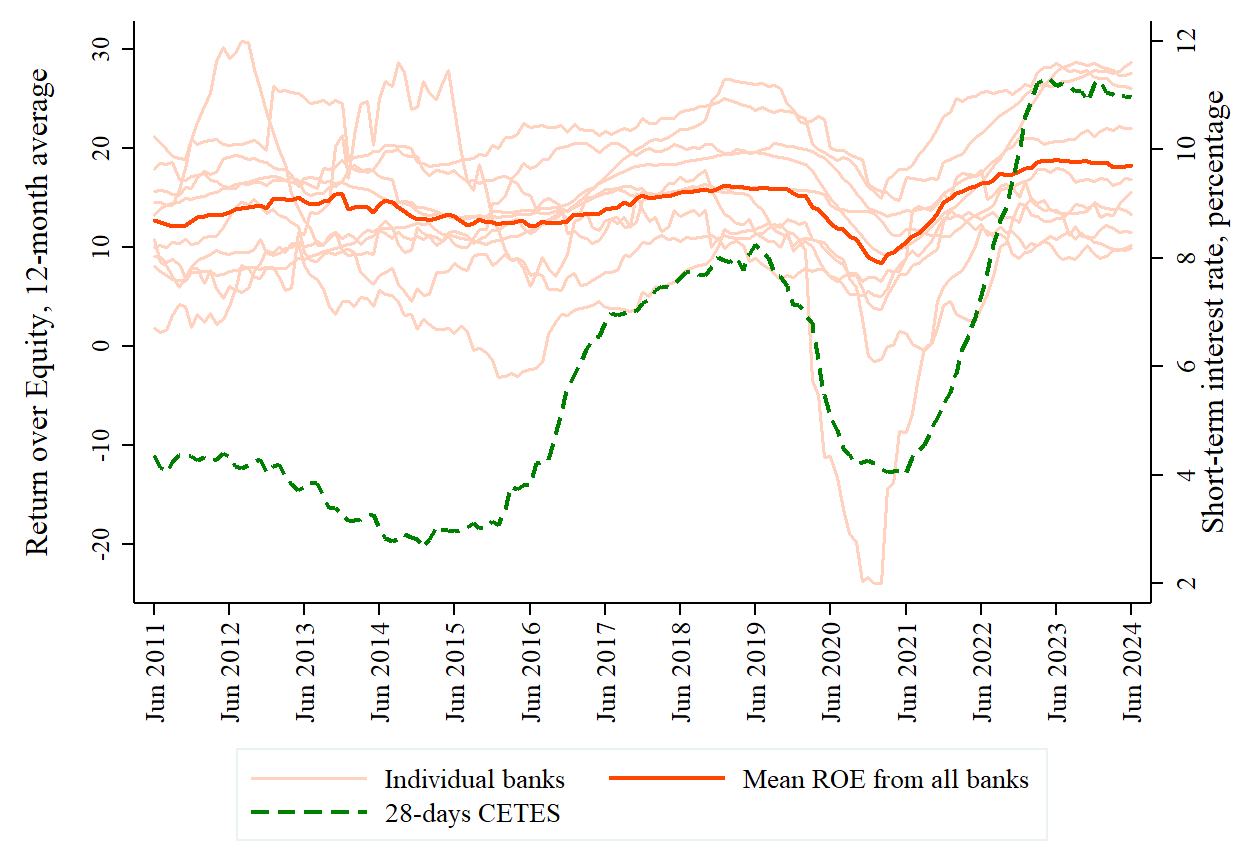 Return over Equity, 12-month average
30
20
10
0
-10
-20
Short-term interest rate, percentage
12
10
8
6
4
2
Jun 2011
Jun 2012
Jun 2013
Jun 2014
Jun 2015
Jun 2016
Jun 2017
Jun 2018
Jun 2019
Jun 2020
Jun 2021
Jun 2022
Jun 2023
Jun 2024
Individual banks
Mean ROE from all banks
28-days CETES